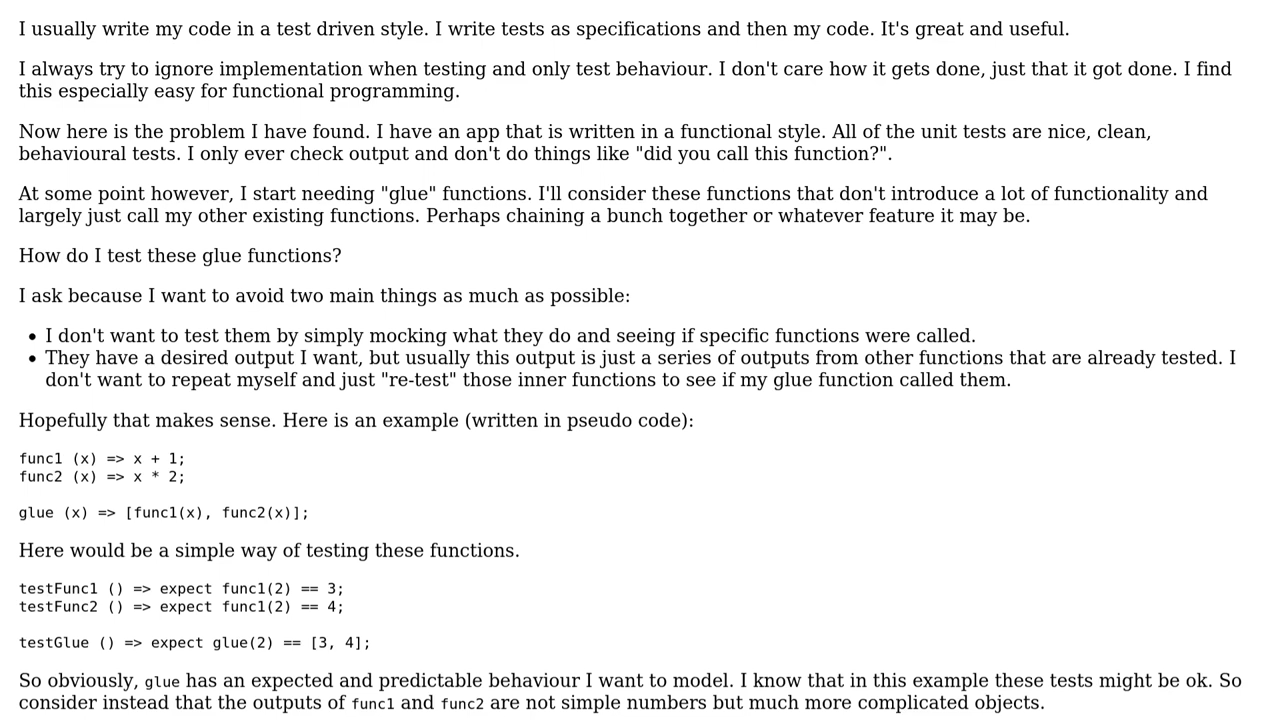 I usually write my code in a test driven style. I write tests as specifications and then my code. It's great and useful.
I always try to ignore implementation when testing and only test behaviour. I don't care how it gets done, just that it got done. I find
this especially easy for functional programming.
Now here is the problem I have found. I have an app that is written in a functional style. All of the unit tests are nice, clean,
behavioural tests. I only ever check output and don't do things like "did you call this function?".
At some point however, I start needing "glue" functions. I'll consider these functions that don't introduce a lot of functionality and
largely just call my other existing functions. Perhaps chaining a bunch together or whatever feature it may be.
How do I test these glue functions?
I ask because I want to avoid two main things as much as possible:
• I don't want to test them by simply mocking what they do and seeing if specific functions were called.
• They have a desired output I want, but usually this output is just a series of outputs from other functions that are already tested. I
don't want to repeat myself and just "re-test" those inner functions to see if my glue function called them.
Hopefully that makes sense. Here is an example (written in pseudo code):
func1 (x) => x + 1;
func2 (x) => x * 2;
glue (x) => [func1(x), func2(x)];
Here would be a simple way of testing these functions.
testFunc1 () => expect func1(2) == 3;
testFunc2 () => expect func1(2) == 4;
testGlue () => expect glue(2) == [3, 4];
So obviously, glue has an expected and predictable behaviour I want to model. I know that in this example these tests might be ok. So
consider instead that the outputs of func1 and func2 are not simple numbers but much more complicated objects.